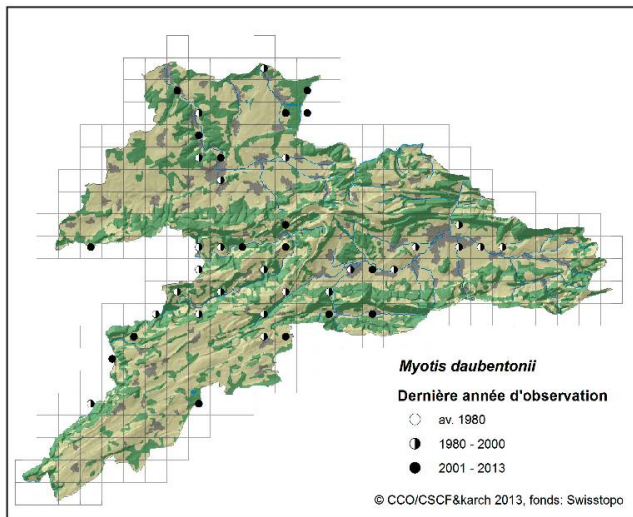 Myotis daubentonii
Dernière année d'observation
av. 1980
1980 - 2000
2001 - 2013
© CCO/CSCF&karch 2013, fonds: Swisstopo